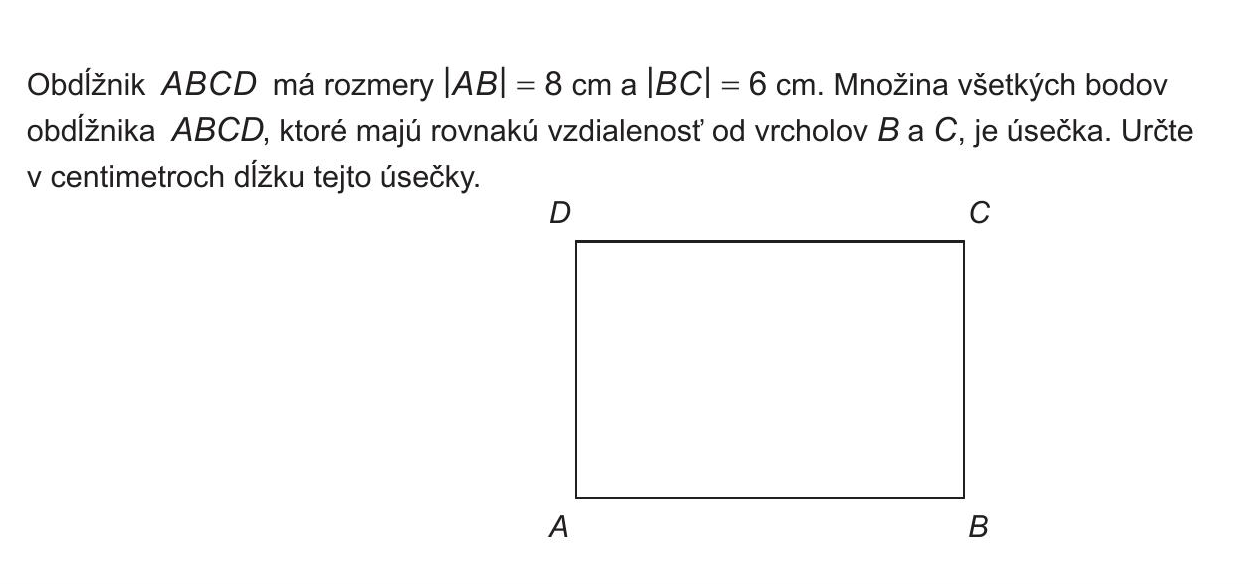 Obdĺžnik ABCD má rozmery |AB| = 8 cm a |BC| = 6 cm. Množina všetkých bodov
obdĺžnika ABCD, ktoré majú rovnakú vzdialenosť od vrcholov B a C, je úsečka. Určte
v centimetroch dĺžku tejto úsečky.
D C
A B